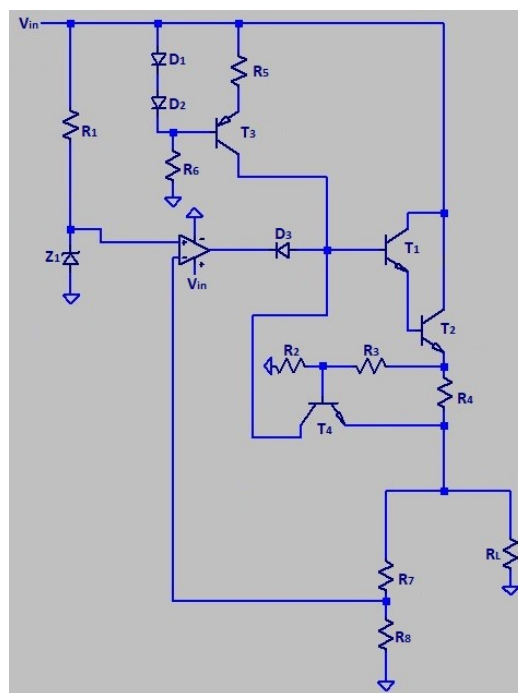 Vin
D1
R5
D2
R1
T3
R6
D3
Z1
+
-
-
+
Vin
T1
T2
R2
R3
R4
T4
R7
RL
R8